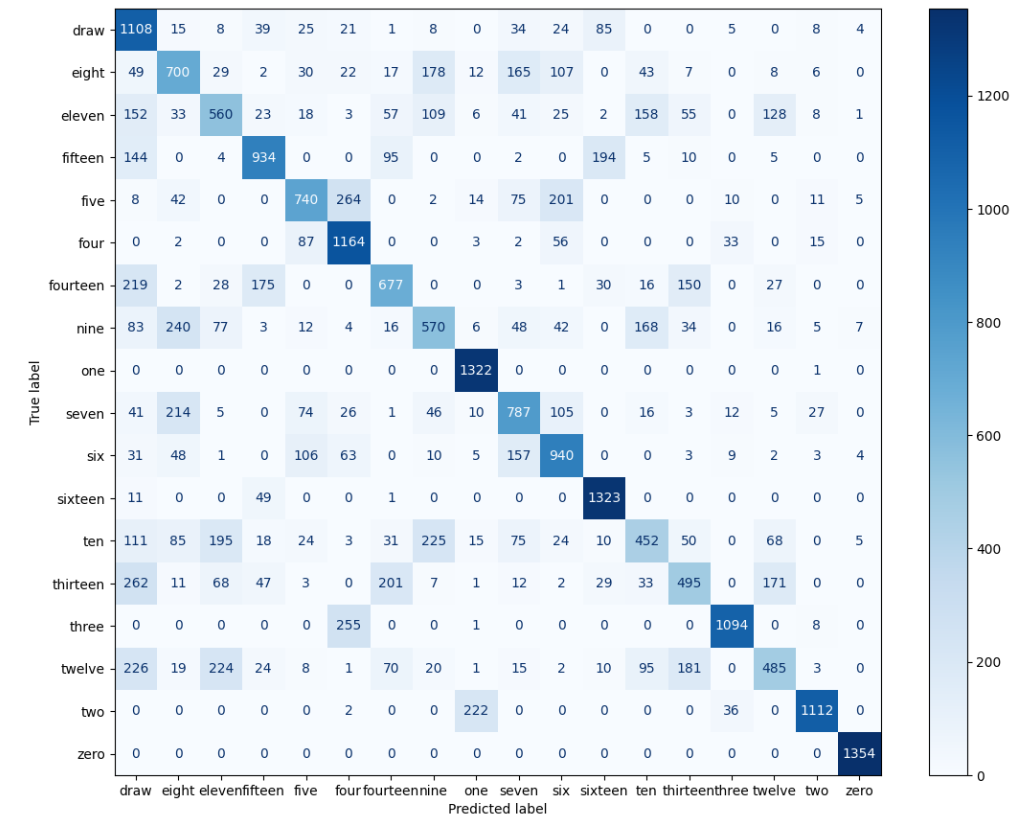 draw 1108 15 8 39 25 21 1 8 0 34 24 85 0 0 5 0 8 4
eight 49 700 29 2 30 22 17 178 12 165 107 0 43 7 0 8 6 0
eleven 152 33 560 23 18 3 57 109 6 41 25 2 158 55 0 128 8 1
fifteen 144 0 4 934 0 0 95 0 0 2 0 194 5 10 0 5 0 0
five 8 42 0 0 740 264 0 2 14 75 201 0 0 0 10 0 11 5
four 0 2 0 0 87 1164 0 0 3 2 56 0 0 0 33 0 15 0
fourteen 219 2 28 175 0 0 677 0 0 3 1 30 16 150 0 27 0 0
nine 83 240 77 3 12 4 16 570 6 48 42 0 168 34 0 16 5 7
one 0 0 0 0 0 0 0 0 1322 0 0 0 0 0 0 0 1 0
seven 41 214 5 0 74 26 1 46 10 787 105 0 16 3 12 5 27 0
six 31 48 1 0 106 63 0 10 5 157 940 0 0 3 9 2 3 4
sixteen 11 0 0 49 0 0 1 0 0 0 0 1323 0 0 0 0 0 0
ten 111 85 195 18 24 3 31 225 15 75 24 10 452 50 0 68 0 5
thirteen 262 11 68 47 3 0 201 7 1 12 2 29 33 495 0 171 0 0
three 0 0 0 0 0 255 0 0 1 0 0 0 0 0 1094 0 8 0
twelve 226 19 224 24 8 1 70 20 1 15 2 10 95 181 0 485 3 0
two 0 0 0 0 0 2 0 0 222 0 0 0 0 0 36 0 1112 0
zero 0 0 0 0 0 0 0 0 0 0 0 0 0 0 0 0 0 1354
draw eight eleven fifteen five four fourteen nine one seven six sixteen ten thirteen three twelve two zero
Predicted label
True label
1200
1000
800
600
400
200
0